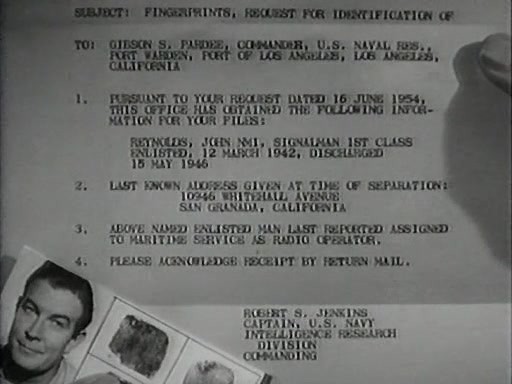 SUBJECT: FINGERPRINTS, REQUEST FOR IDENTIFICATION OF
TO: GIBSON S. PARDEE, COMMANDER, U.S. NAVAL RES.,
PORT WARDEN, PORT OF LOS ANGELES, LOS ANGELES,
CALIFORNIA
1. PURSUANT TO YOUR REQUEST DATED 16 JUNE 1954,
THIS OFFICE HAS OBTAINED THE FOLLOWING INFOR-
MATION FOR YOUR FILES:
REYNOLDS, JOHN NMI, SIGNALMAN 1ST CLASS
ENLISTED, 12 MARCH 1942, DISCHARGED
15 MAY 1946
2. LAST KNOWN ADDRESS GIVEN AT TIME OF SEPARATION:
10946 WHITEHALL AVENUE
SAN GRANADA, CALIFORNIA
3. ABOVE NAMED ENLISTED MAN LAST REPORTED ASSIGNED
TO MARITIME SERVICE AS RADIO OPERATOR.
4. PLEASE ACKNOWLEDGE RECEIPT BY RETURN MAIL.
ROBERT S. JENKINS
CAPTAIN, U.S. NAVY
INTELLIGENCE RESEARCH
DIVISION
COMMANDING